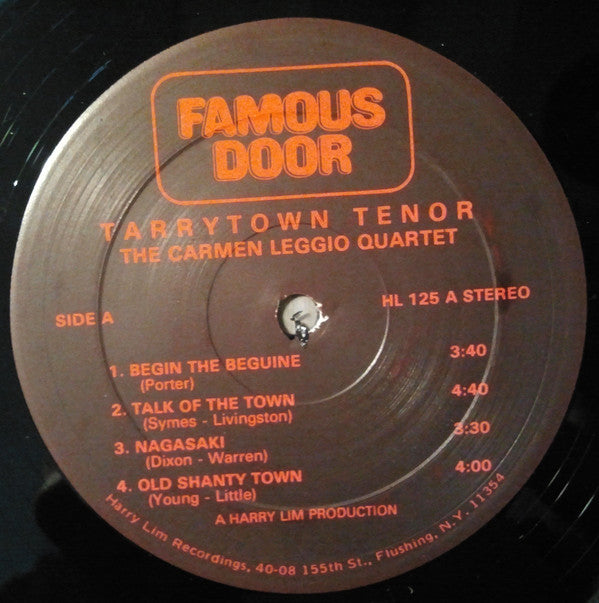 FAMOUS
DOOR
TARRYTOWN TENOR
THE CARMEN LEGGIO QUARTET
SIDE A
HL 125 A STEREO
1. BEGIN THE BEGUINE 3:40
(Porter)
2. TALK OF THE TOWN 4:40
(Symes - Livingston)
3. NAGASAKI 3:30
(Dixon - Warren)
4. OLD SHANTY TOWN 4:00
(Young - Little)
A HARRY LIM PRODUCTION
Harry Lim Recordings, 40-08 155th St., Flushing, N.Y. 11354